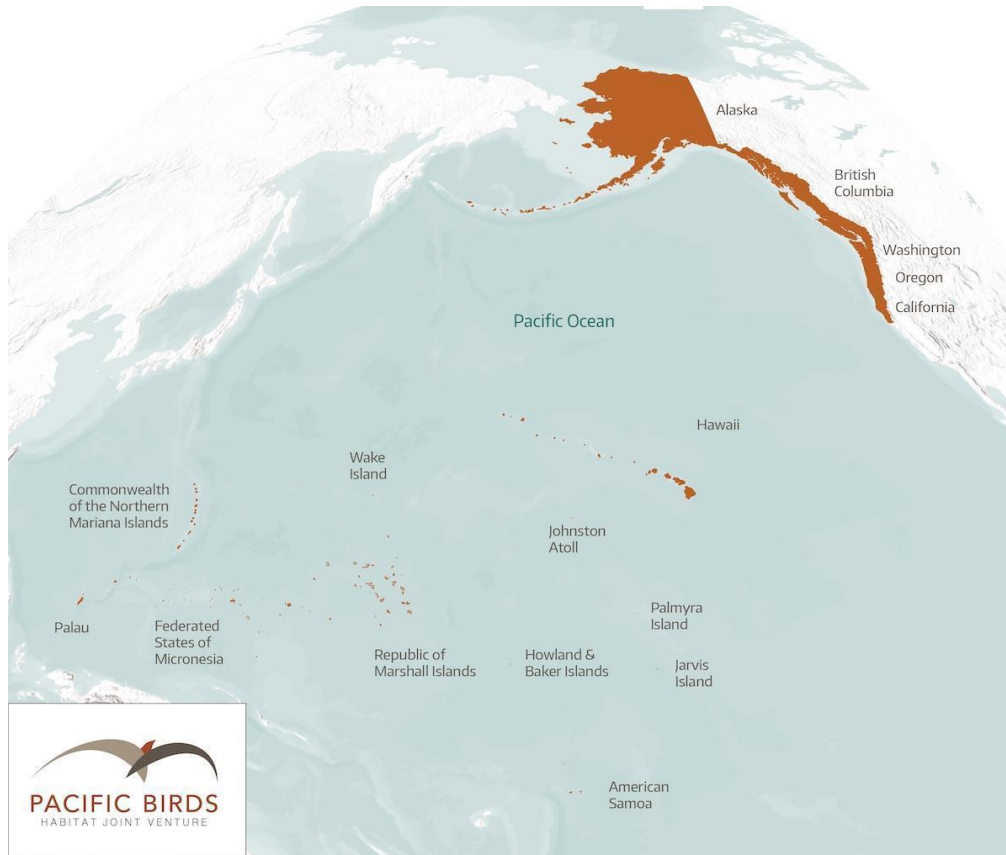 Alaska
British
Columbia
Washington
Oregon
California
Pacific Ocean
Hawaii
Wake
Island
Commonwealth
of the Northern
Mariana Islands
Johnston
Atoll
Palau
Federated
States of
Micronesia
Republic of
Marshall Islands
Howland &
Baker Islands
Palmyra
Island
Jarvis
Island
American
Samoa
PACIFIC BIRDS
HABITAT JOINT VENTURE